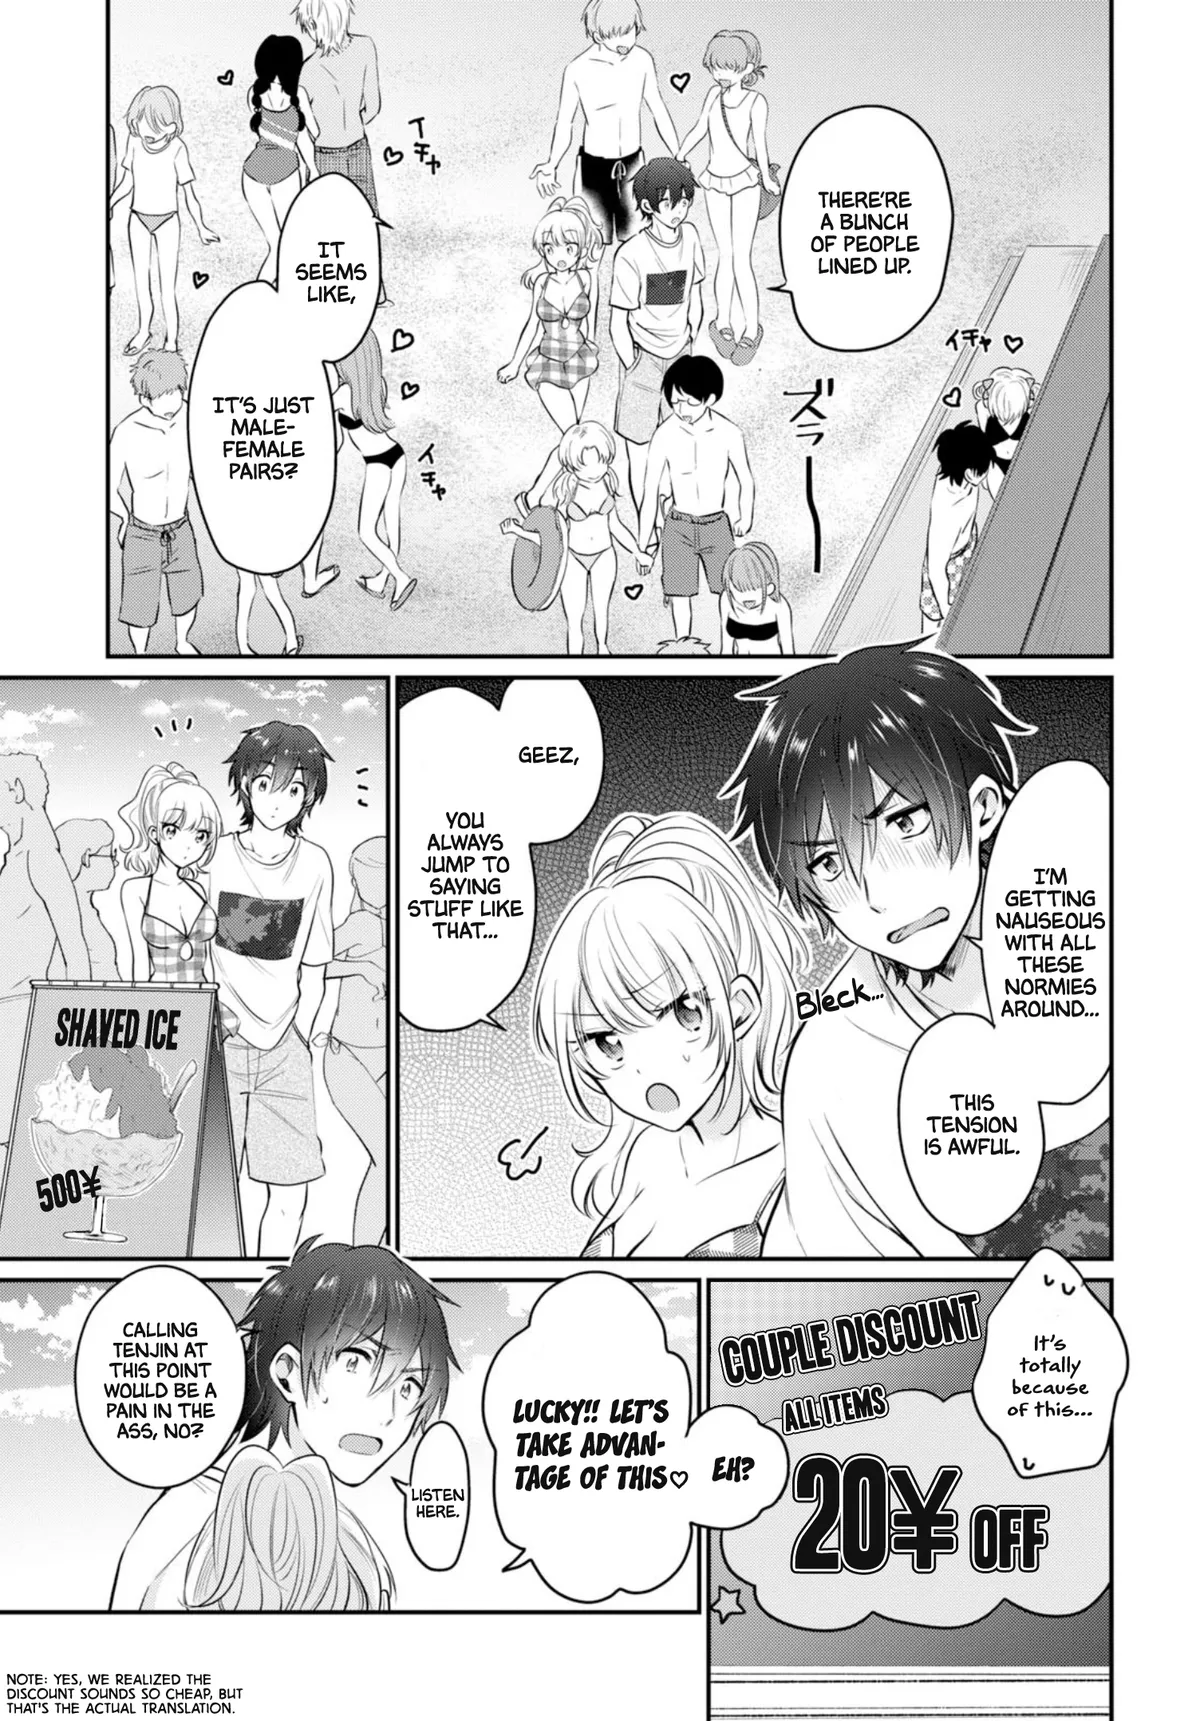 THERE'RE
A BUNCH
OF PEOPLE
LINED UP.
イチャ
イチャ
イチャ
ズラー
IT
SEEMS
LIKE,
IT'S JUST
MALE-
FEMALE
PAIRS?
I'M
GETTING
NAUSEOUS
WITH ALL
THESE
NORMIES
AROUND...
THIS
TENSION
IS AWFUL.
Bleck...
GEEZ,
YOU
ALWAYS
JUMP TO
SAYING
STUFF LIKE
THAT...
SHAVED ICE
500¥
It's
totally
because
of this...
COUPLE DISCOUNT
ALL ITEMS
20¥ OFF
EH?
LUCKY!! LET'S
TAKE ADVAN-
TAGE OF THIS♡
LISTEN
HERE.
CALLING
TENJIN AT
THIS POINT
WOULD BE A
PAIN IN THE
ASS, NO?
NOTE: YES, WE REALIZED THE
DISCOUNT SOUNDS SO CHEAP, BUT
THAT'S THE ACTUAL TRANSLATION.